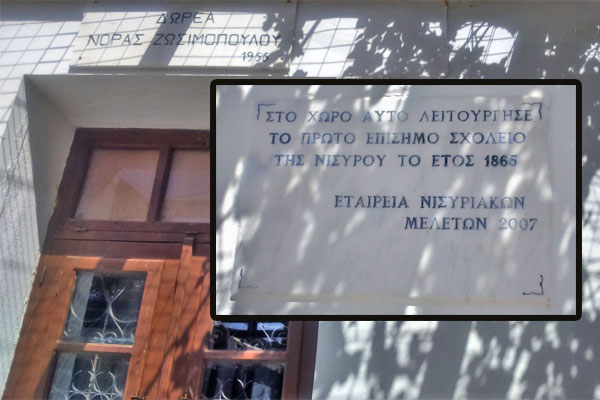 ΔΩΡΕΑ
ΝΟΡΑΣ ΖΩΣΙΜΟΠΟΥΛΟΥ
1956
ΣΤΟ ΧΩΡΟ ΑΥΤΟ ΛΕΙΤΟΥΡΓΗΣΕ
ΤΟ ΠΡΩΤΟ ΕΠΙΣΗΜΟ ΣΧΟΛΕΙΟ
ΤΗΣ ΝΙΣΥΡΟΥ ΤΟ ΕΤΟΣ 1865
ΕΤΑΙΡΕΙΑ ΝΙΣΥΡΙΑΚΩΝ
ΜΕΛΕΤΩΝ 2007